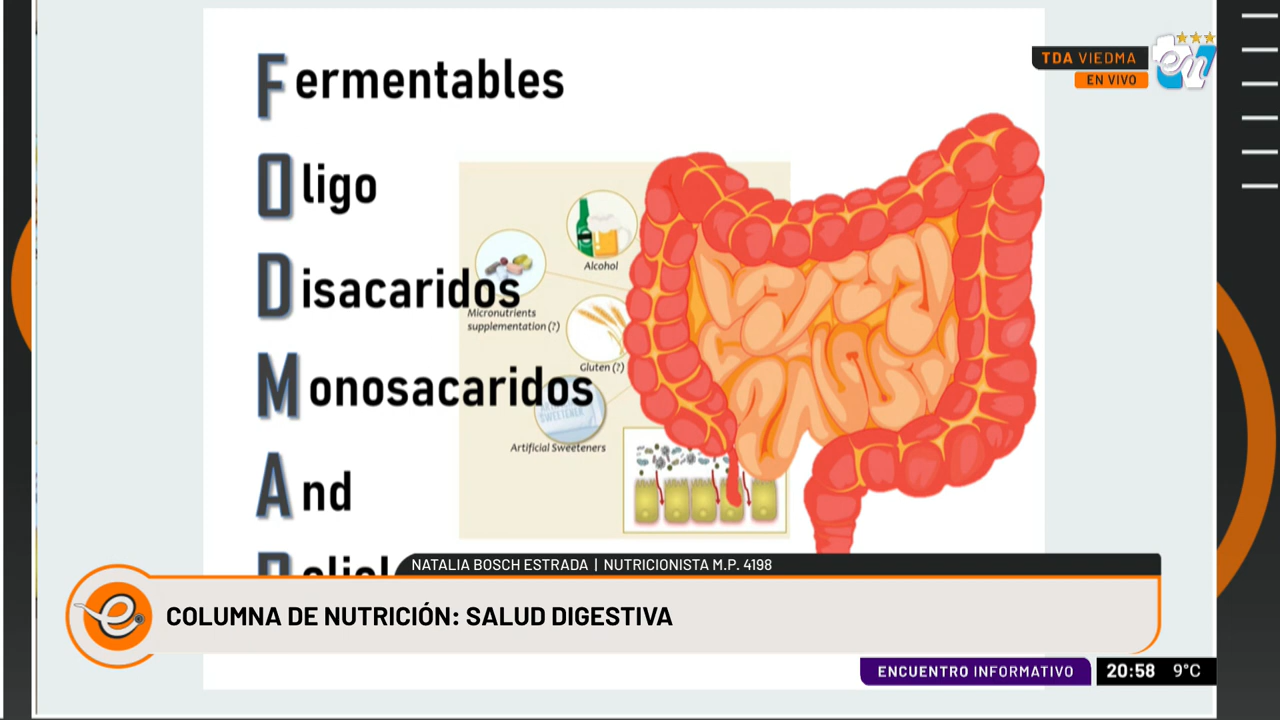 Fermentables
Oligo
Disacaridos
Monosacaridos
And
TDA VIEDMA
EN VIVO
Alcohol
Micronutrients
supplementation (?)
Gluten (?)
SWEETENER
Artificial Sweeteners
NATALIA BOSCH ESTRADA | NUTRICIONISTA M.P. 4198
COLUMNA DE NUTRICIÓN: SALUD DIGESTIVA
ENCUENTRO INFORMATIVO
20:58 9°C